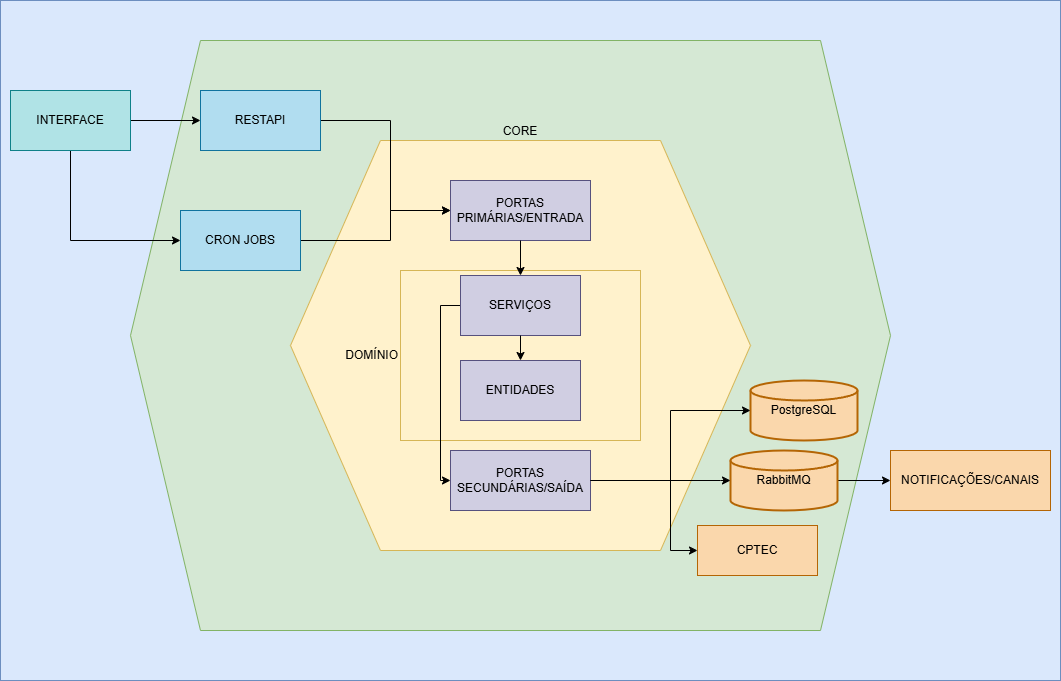 INTERFACE
RESTAPI
CORE
PORTAS
PRIMÁRIAS/ENTRADA
CRON JOBS
SERVIÇOS
DOMÍNIO
ENTIDADES
PostgreSQL
PORTAS
SECUNDÁRIAS/SAÍDA
RabbitMQ
NOTIFICAÇÕES/CANAIS
CPTEC